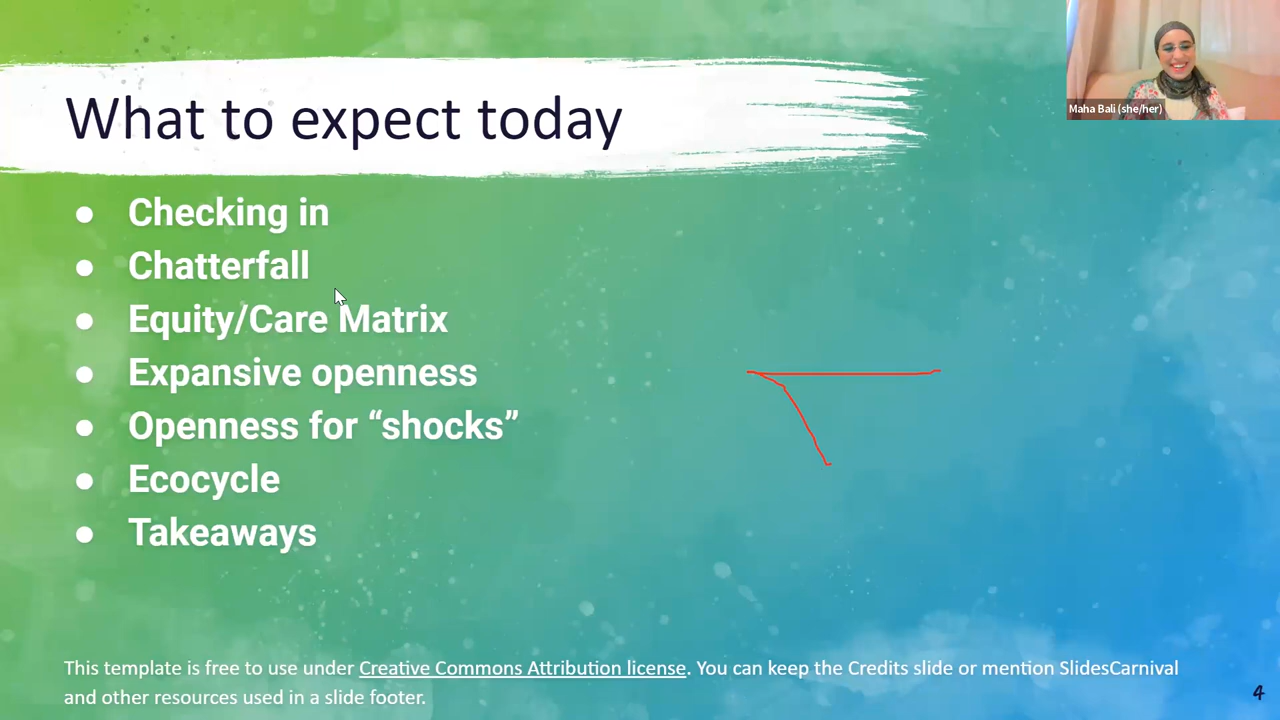 Maha Bali (she/her)
What to expect today
● Checking in
● Chatterfall
● Equity/Care Matrix
● Expansive openness
● Openness for “shocks”
● Ecocycle
● Takeaways
This template is free to use under Creative Commons Attribution license. You can keep the Credits slide or mention SlidesCarnival
and other resources used in a slide footer.
4